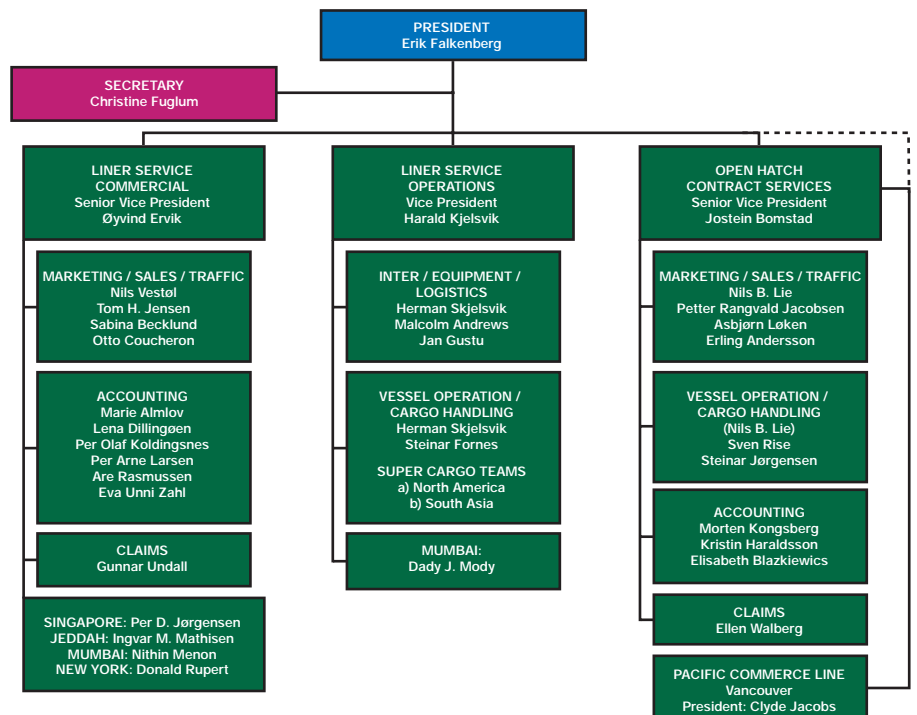 PRESIDENT
Erik Falkenberg
SECRETARY
Christine Fuglum
LINER SERVICE
COMMERCIAL
Senior Vice President
Øyvind Ervik
MARKETING / SALES / TRAFFIC
Nils Vestøl
Tom H. Jensen
Sabina Becklund
Otto Coucheron
ACCOUNTING
Marie Almlov
Lena Dillingøen
Per Olaf Koldingsnes
Per Arne Larsen
Are Rasmussen
Eva Unni Zahl
CLAIMS
Gunnar Undall
SINGAPORE: Per D. Jørgensen
JEDDAH: Ingvar M. Mathisen
MUMBAI: Nithin Menon
NEW YORK: Donald Rupert
LINER SERVICE
OPERATIONS
Vice President
Harald Kjelsvik
INTER / EQUIPMENT /
LOGISTICS
Herman Skjelsvik
Malcolm Andrews
Jan Gustu
VESSEL OPERATION /
CARGO HANDLING
Herman Skjelsvik
Steinar Fornes
SUPER CARGO TEAMS
a) North America
b) South Asia
MUMBAI:
Dady J. Mody
OPEN HATCH
CONTRACT SERVICES
Senior Vice President
Jostein Bomstad
MARKETING / SALES / TRAFFIC
Nils B. Lie
Petter Rangvald Jacobsen
Asbjørn Løken
Erling Andersson
VESSEL OPERATION /
CARGO HANDLING
(Nils B. Lie)
Sven Rise
Steinar Jørgensen
ACCOUNTING
Morten Kongsberg
Kristin Haraldsson
Elisabeth Blazkiewics
CLAIMS
Ellen Walberg
PACIFIC COMMERCE LINE
Vancouver
President: Clyde Jacobs